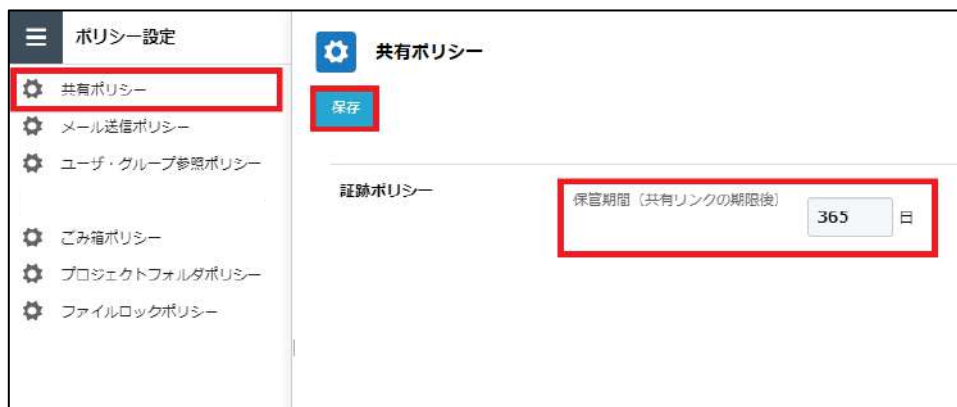 ポリシー設定
共有ポリシー
メール送信ポリシー
ユーザ・グループ参照ポリシー
ごみ箱ポリシー
プロジェクトフォルダポリシー
ファイルロックポリシー
共有ポリシー
保存
証跡ポリシー
保管期間（共有リンクの期限後）
365 日